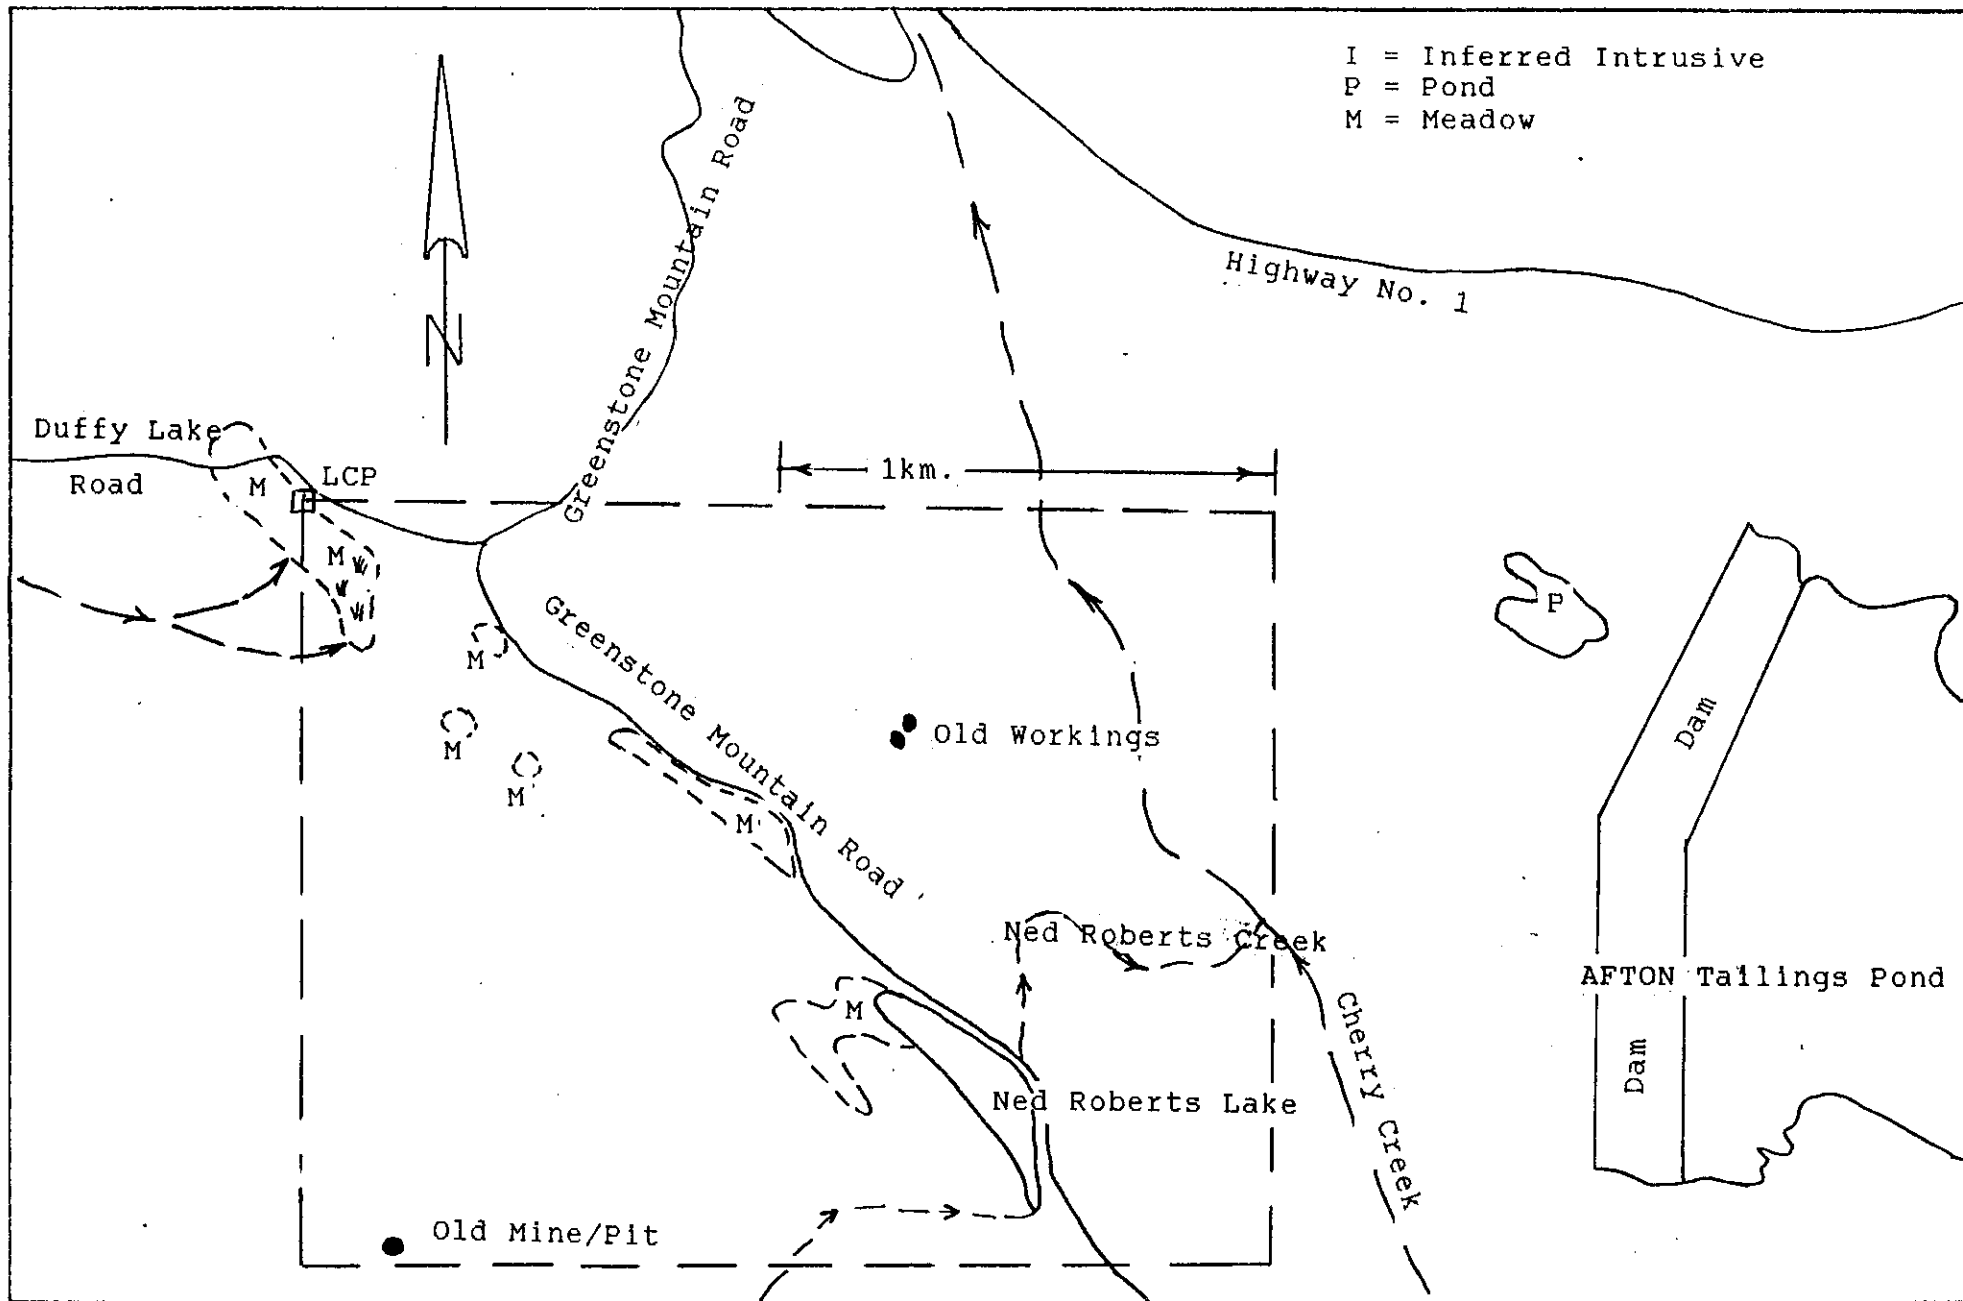 I = Inferred Intrusive
P = Pond
M = Meadow
Greenstone Mountain Road
Highway No. 1
N
Duffy Lake
Road
M
LCP
1km.
M
P
Greenstone Mountain Road
M
M
M
Old Workings
Dam
M
Ned Roberts Creek
AFTON Tailings Pond
M
Cherry Creek
Dam
Ned Roberts Lake
Old Mine/Pit